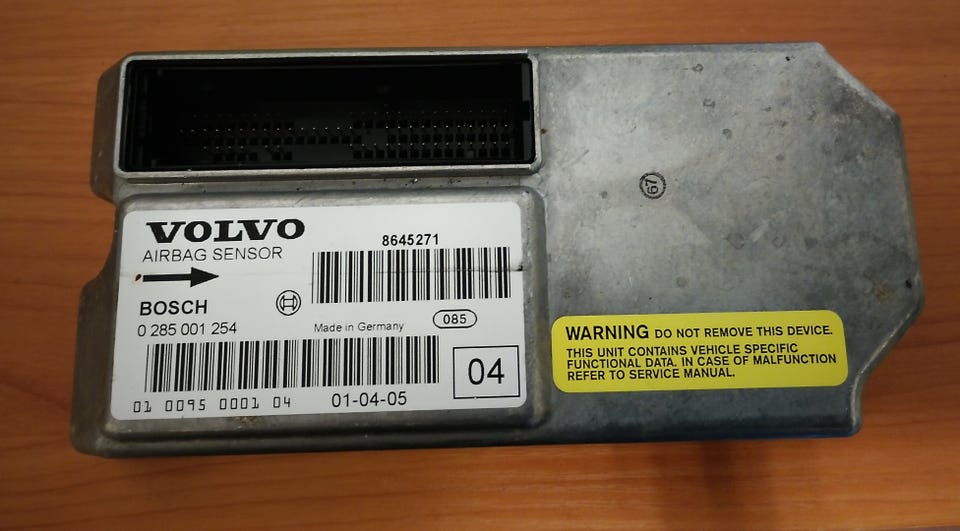 VOLVO
AIRBAG SENSOR
8645271
BOSCH
0 285 001 254
Made in Germany
085
04
01 0095 0001 04
01-04-05
67
WARNING DO NOT REMOVE THIS DEVICE.
THIS UNIT CONTAINS VEHICLE SPECIFIC
FUNCTIONAL DATA. IN CASE OF MALFUNCTION
REFER TO SERVICE MANUAL.